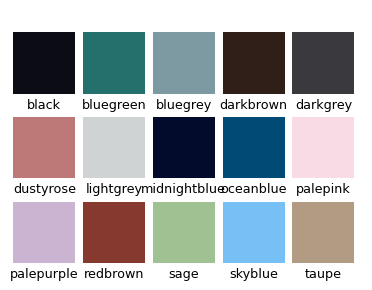 black bluegreen bluegrey darkbrown darkgrey
dustyrose lightgrey midnightblue oceanblue palepink
palepurple redbrown sage skyblue taupe